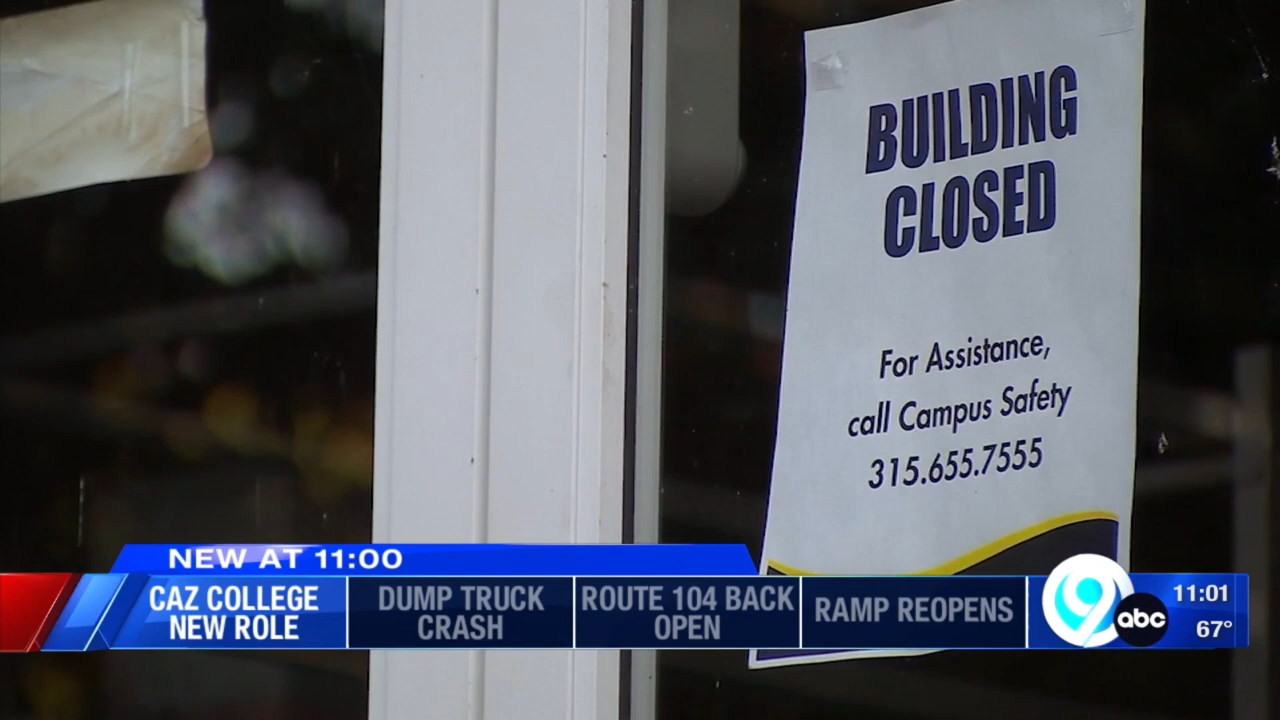 BUILDING
CLOSED
For Assistance,
call Campus Safety
315.655.7555
NEW AT 11:00
CAZ COLLEGE
NEW ROLE
DUMP TRUCK
CRASH
ROUTE 104 BACK
OPEN
RAMP REOPENS
9
abc
11:01
67°